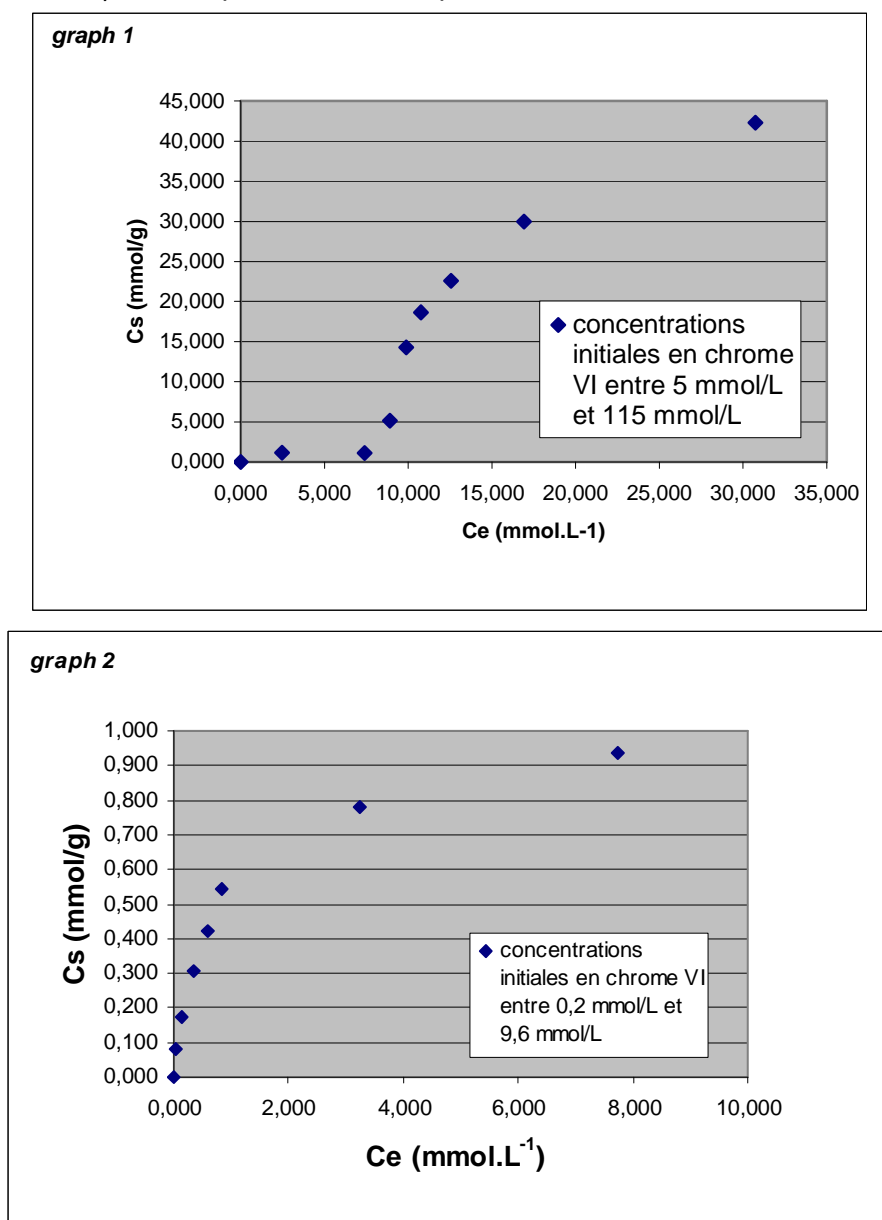 graph 1
45,000
40,000
35,000
30,000
25,000
20,000
15,000
10,000
5,000
0,000
Cs (mmol/g)
concentrations
initiales en chrome
VI entre 5 mmol/L
et 115 mmol/L
0,000 5,000 10,000 15,000 20,000 25,000 30,000 35,000
Ce (mmol.L-1)
graph 2
1,000
0,900
0,800
0,700
0,600
0,500
0,400
0,300
0,200
0,100
0,000
Cs (mmol/g)
concentrations
initiales en chrome VI
entre 0,2 mmol/L et
9,6 mmol/L
0,000 2,000 4,000 6,000 8,000 10,000
Ce (mmol.L⁻¹)